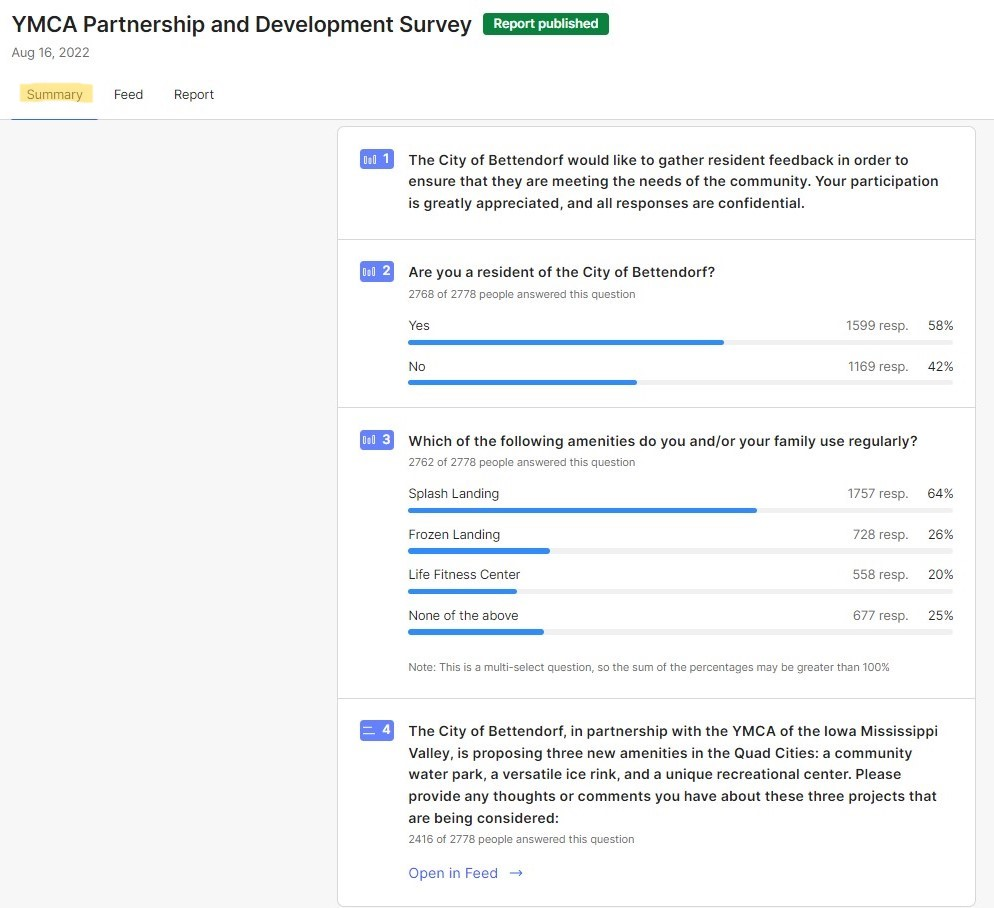 YMCA Partnership and Development Survey Report published
Aug 16, 2022
Summary Feed Report
1 The City of Bettendorf would like to gather resident feedback in order to
ensure that they are meeting the needs of the community. Your participation
is greatly appreciated, and all responses are confidential.
2 Are you a resident of the City of Bettendorf?
2768 of 2778 people answered this question
Yes 1599 resp. 58%
No 1169 resp. 42%
3 Which of the following amenities do you and/or your family use regularly?
2762 of 2778 people answered this question
Splash Landing 1757 resp. 64%
Frozen Landing 728 resp. 26%
Life Fitness Center 558 resp. 20%
None of the above 677 resp. 25%
Note: This is a multi-select question, so the sum of the percentages may be greater than 100%
4 The City of Bettendorf, in partnership with the YMCA of the Iowa Mississippi
Valley, is proposing three new amenities in the Quad Cities: a community
water park, a versatile ice rink, and a unique recreational center. Please
provide any thoughts or comments you have about these three projects that
are being considered:
2416 of 2778 people answered this question
Open in Feed →